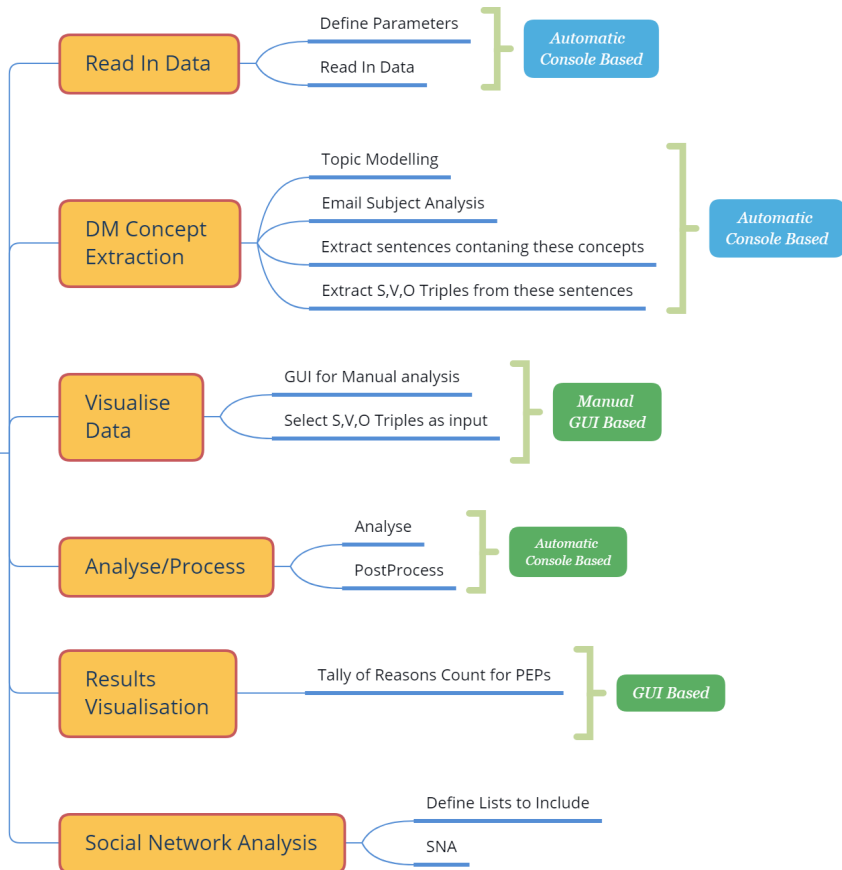 Read In Data
Define Parameters
Read In Data
Automatic
Console Based
DM Concept
Extraction
Topic Modelling
Email Subject Analysis
Extract sentences contaning these concepts
Extract S,V,O Triples from these sentences
Automatic
Console Based
Visualise
Data
GUI for Manual analysis
Select S,V,O Triples as input
Manual
GUI Based
Analyse/Process
Analyse
PostProcess
Automatic
Console Based
Results
Visualisation
Tally of Reasons Count for PEPs
GUI Based
Social Network Analysis
Define Lists to Include
SNA